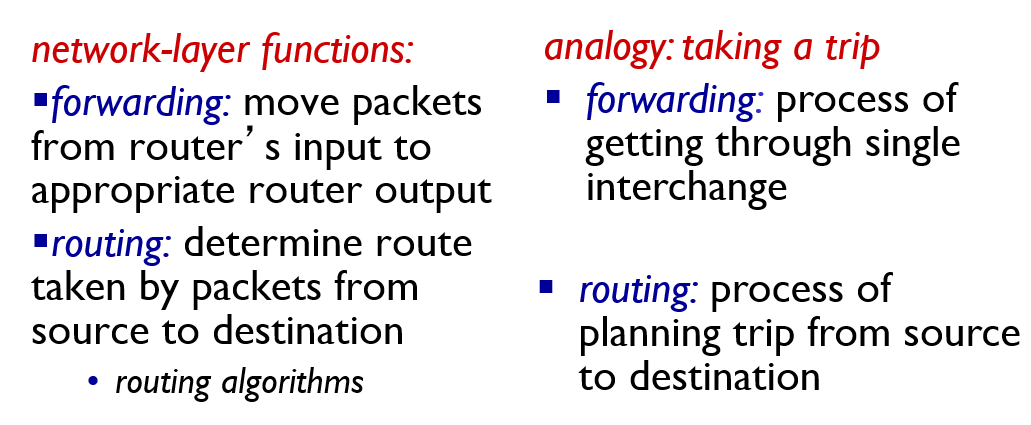 network-layer functions:
▪forwarding: move packets
from router’s input to
appropriate router output
▪routing: determine route
taken by packets from
source to destination
• routing algorithms
analogy: taking a trip
▪ forwarding: process of
getting through single
interchange
▪ routing: process of
planning trip from source
to destination